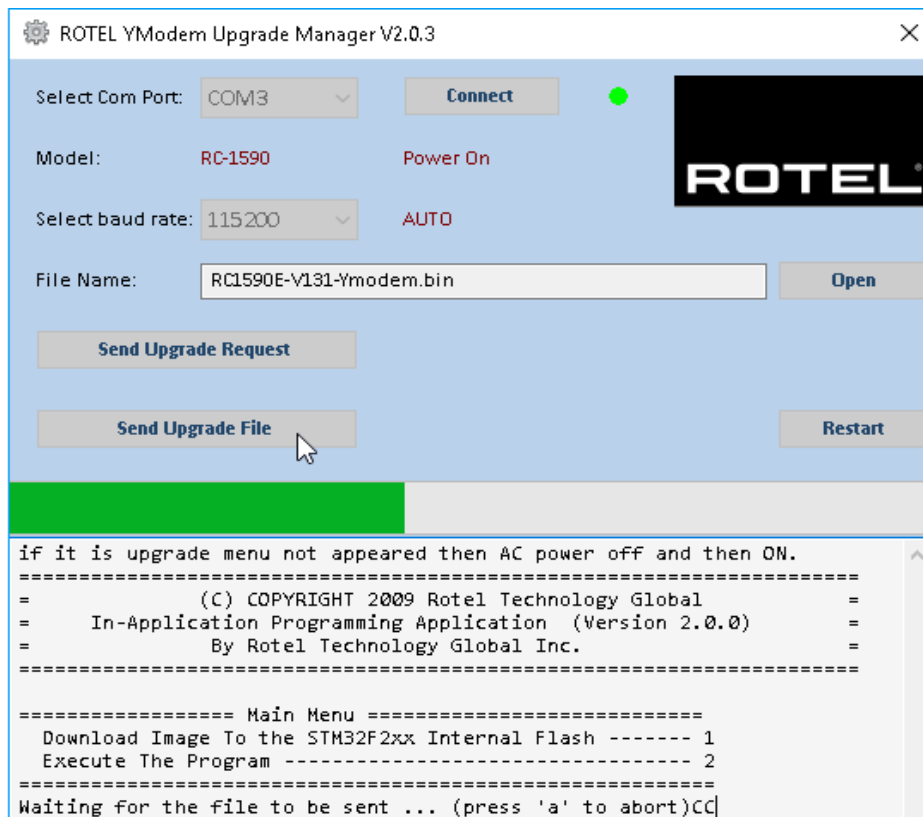 ROTEL YModem Upgrade Manager V2.0.3
Select Com Port: COM3 Connect
ROTEL
Model: RC-1590 Power On
Select baud rate: 115200 AUTO
File Name: RC1590E-V131-Ymodem.bin Open
Send Upgrade Request
Send Upgrade File Restart
if it is upgrade menu not appeared then AC power off and then ON.
======================================================================
=              (C) COPYRIGHT 2009 Rotel Technology Global            =
=     In-Application Programming Application  (Version 2.0.0)        =
=               By Rotel Technology Global Inc.                      =
======================================================================
================== Main Menu ============================
  Download Image To the STM32F2xx Internal Flash ------- 1
  Execute The Program ---------------------------------- 2
==========================================================
Waiting for the file to be sent ... (press 'a' to abort)CC